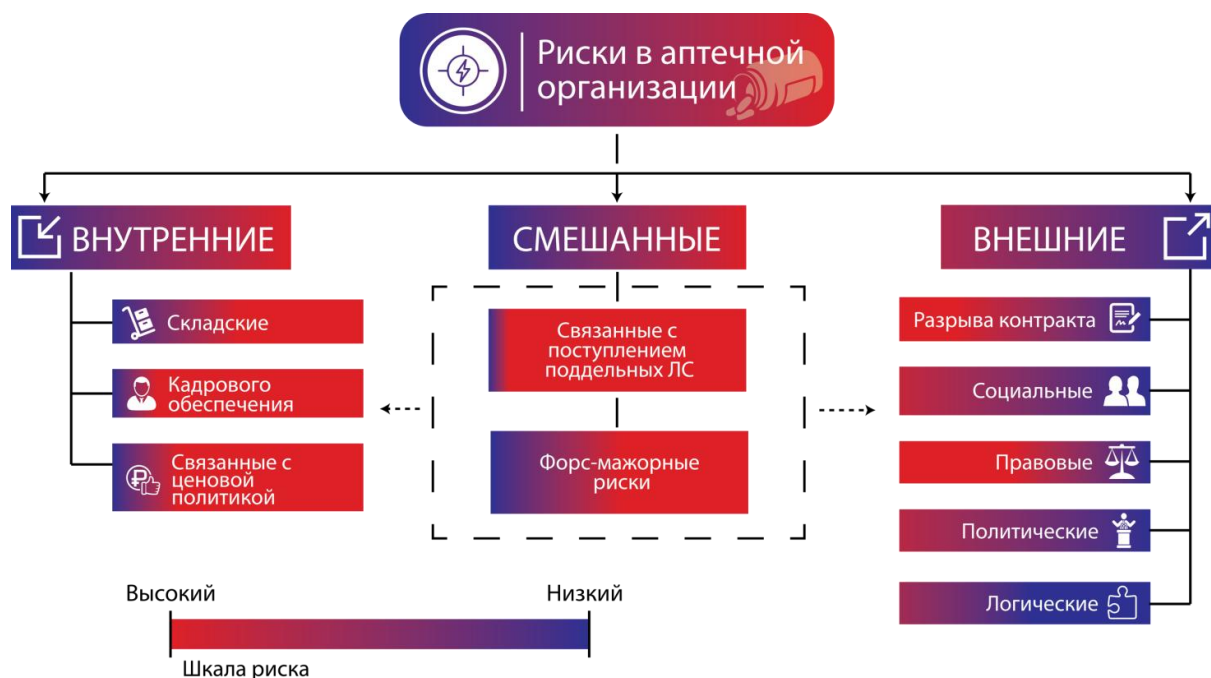 Риски в аптечной
организации
ВНУТРЕННИЕ
Складские
Кадрового
обеспечения
Связанные с
ценовой
политикой
СМЕШАННЫЕ
Связанные с
поступлением
поддельных ЛС
Форс-мажорные
риски
ВНЕШНИЕ
Разрыва контракта
Социальные
Правовые
Политические
Логические
Высокий
Низкий
Шкала риска